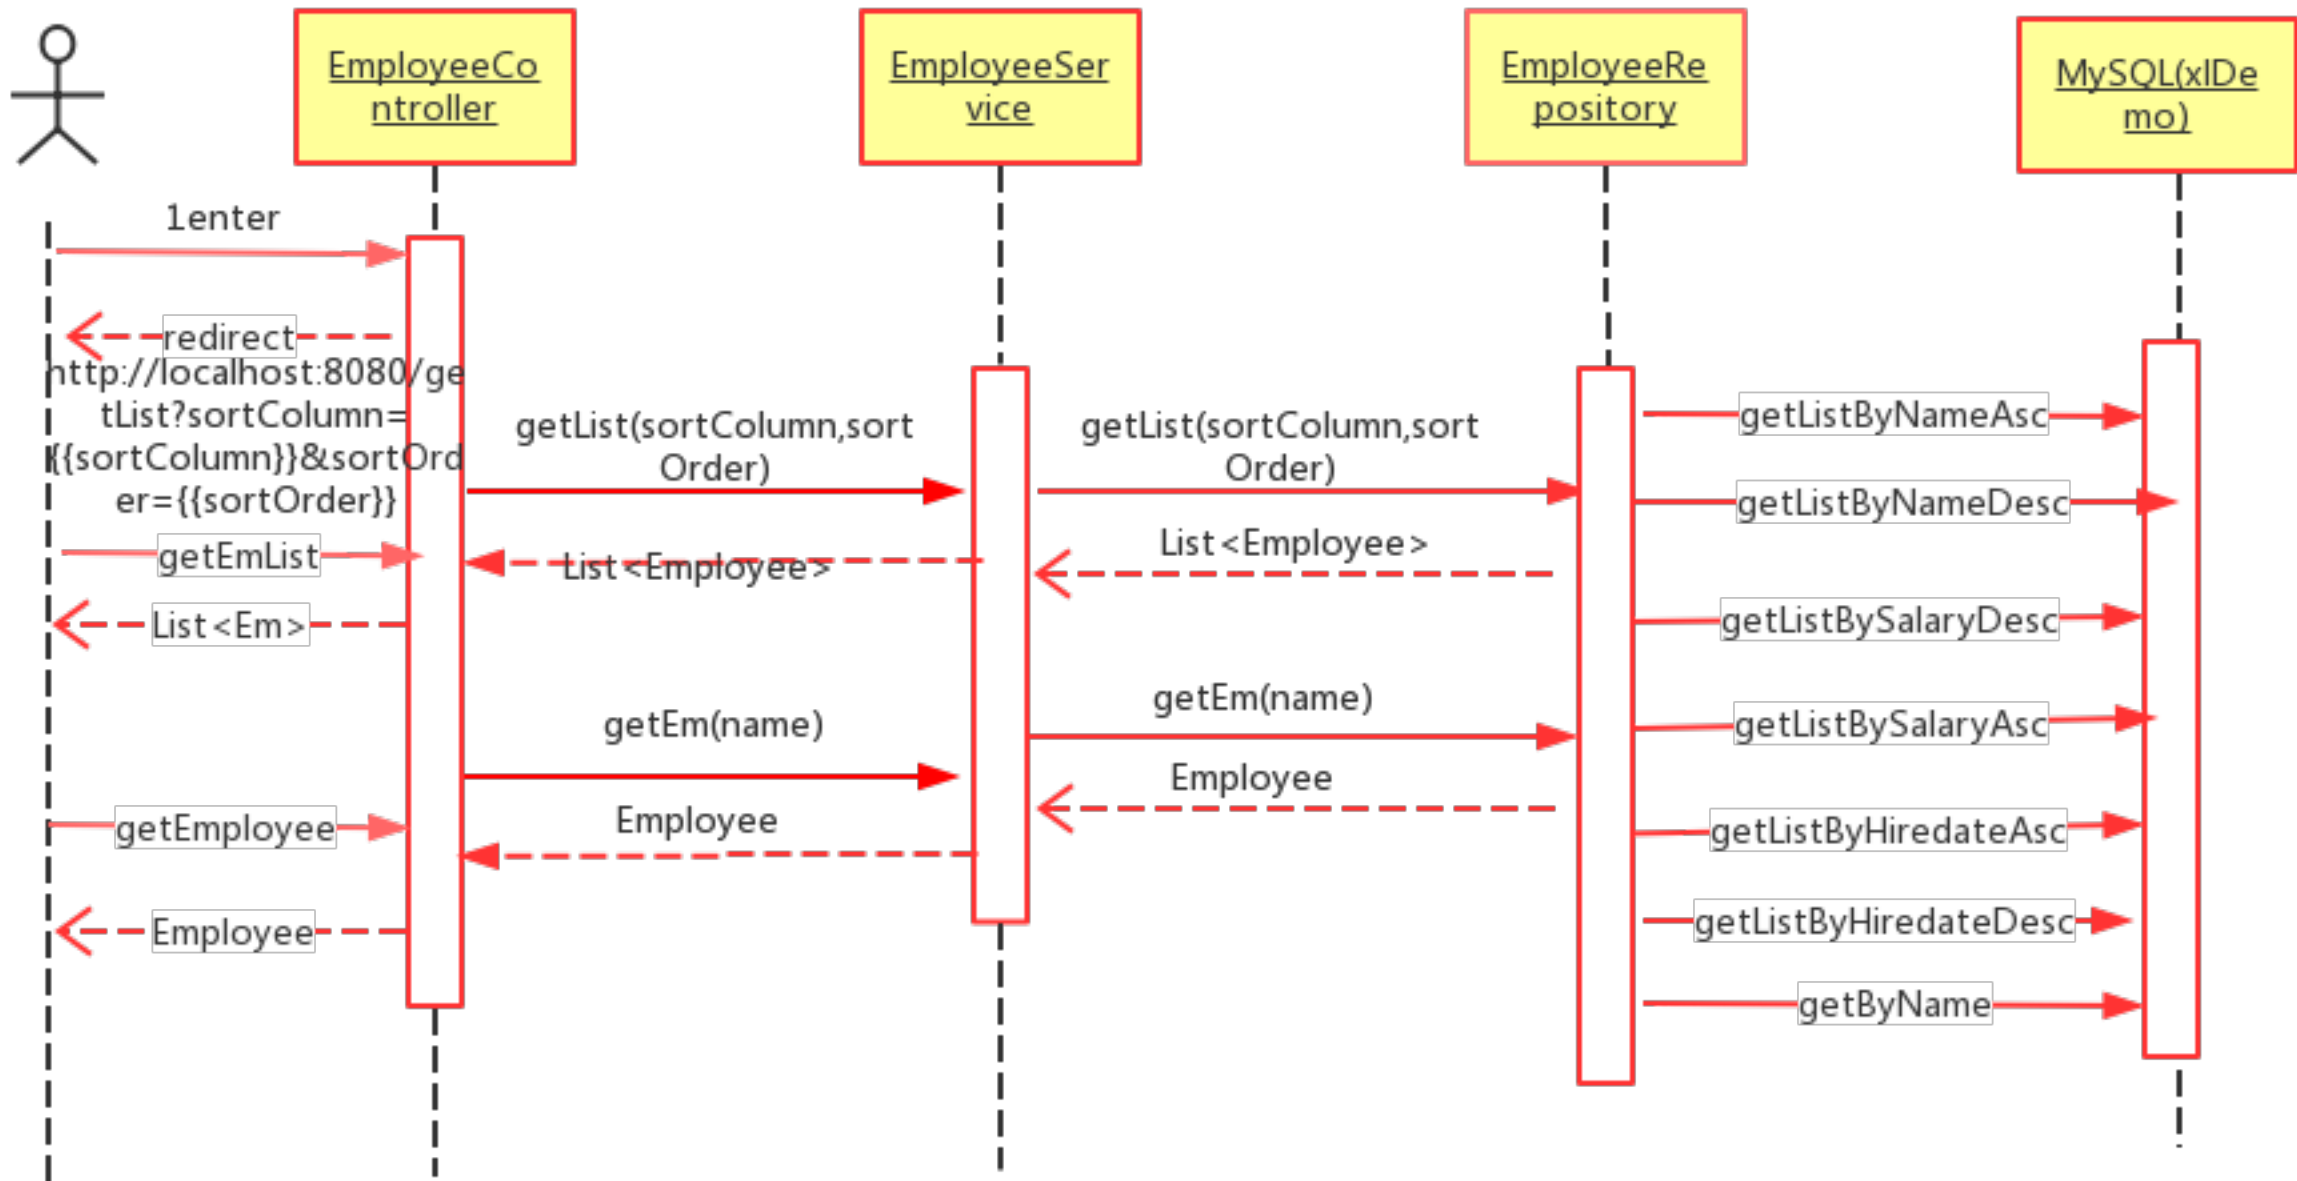 EmployeeCo
ntroller
EmployeeSer
vice
EmployeeRe
pository
MySQL(xlDe
mo)
1enter
redirect
http://localhost:8080/ge
tList?sortColumn=
{{sortColumn}}&sortOrd
er={{sortOrder}}
getEmList
List<Em>
getEmployee
Employee
getList(sortColumn,sort
Order)
List<Employee>
getEm(name)
Employee
getList(sortColumn,sort
Order)
List<Employee>
getEm(name)
Employee
getListByNameAsc
getListByNameDesc
getListBySalaryDesc
getListBySalaryAsc
getListByHiredateAsc
getListByHiredateDesc
getByName